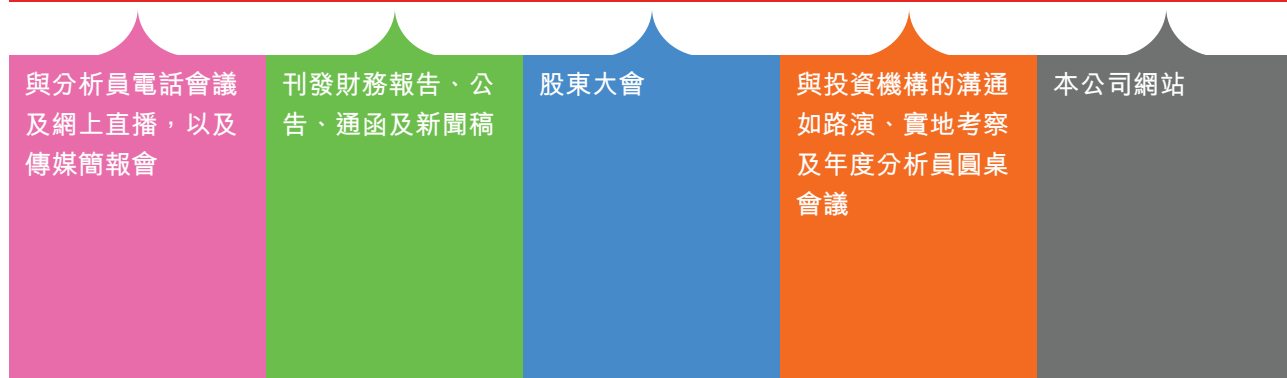 與分析員電話會議
及網上直播，以及
傳媒簡報會
刊發財務報告、公
告、通函及新聞稿
股東大會
與投資機構的溝通
如路演、實地考察
及年度分析員圓桌
會議
本公司網站